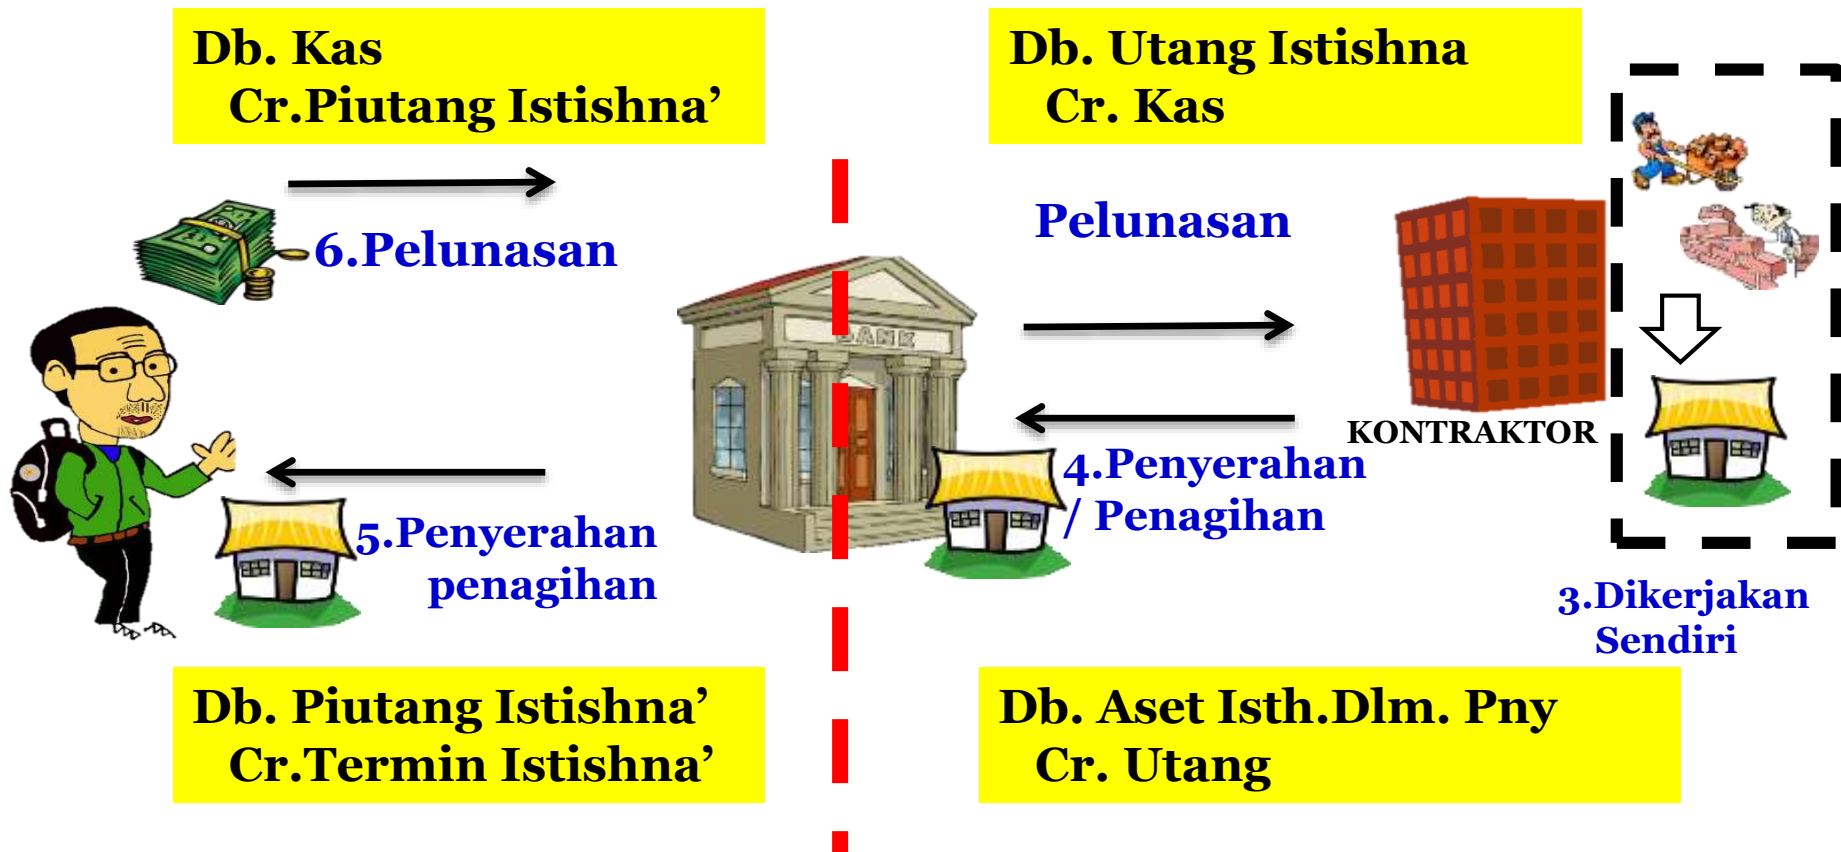 Db. Kas
Cr.Piutang Istishna’
Db. Utang Istishna
Cr. Kas
6.Pelunasan
Pelunasan
BANK
KONTRAKTOR
4.Penyerahan
/ Penagihan
5.Penyerahan
penagihan
3.Dikerjakan
Sendiri
Db. Piutang Istishna’
Cr.Termin Istishna’
Db. Aset Isth.Dlm. Pny
Cr. Utang